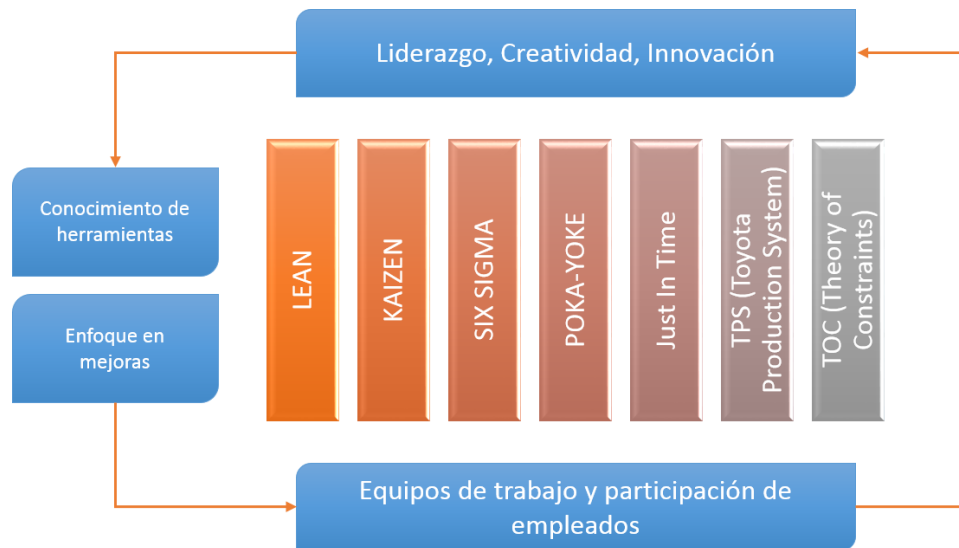 Liderazgo, Creatividad, Innovación
Conocimiento de
herramientas
Enfoque en
mejoras
LEAN
KAIZEN
SIX SIGMA
POKA-YOKE
Just In Time
TPS (Toyota
Production System)
TOC (Theory of
Constraints)
Equipos de trabajo y participación de
empleados